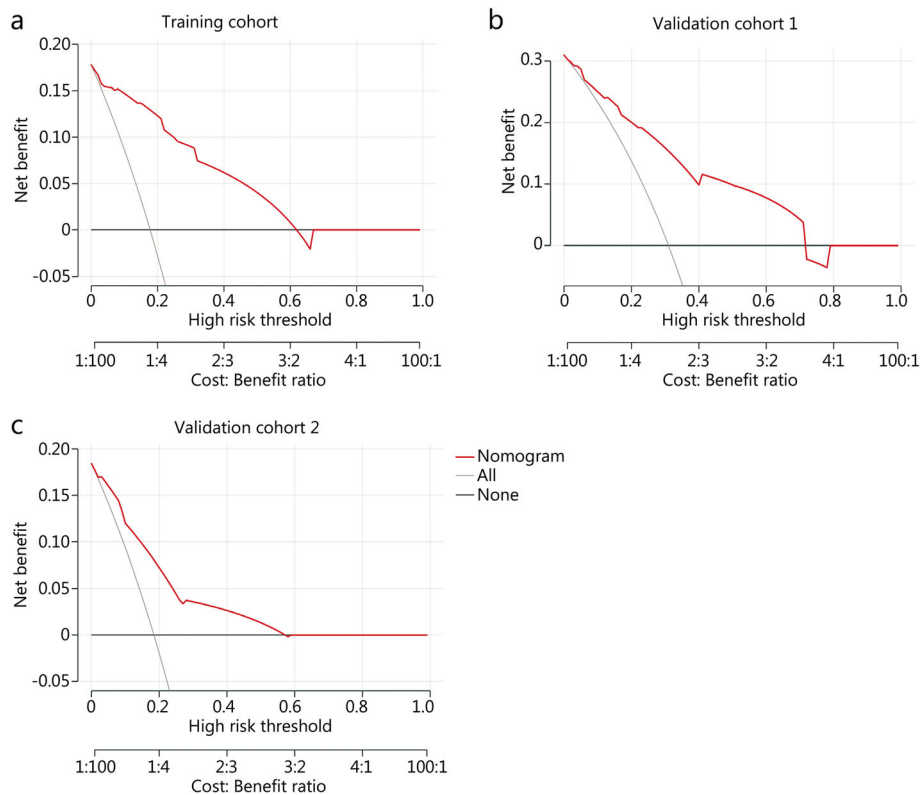 a
Training cohort
0.20
0.15
0.10
0.05
0
-0.05
Net benefit
0 0.2 0.4 0.6 0.8 1.0
High risk threshold
1:100 1:4 2:3 3:2 4:1 100:1
Cost: Benefit ratio
b
Validation cohort 1
0.3
0.2
0.1
0
Net benefit
0 0.2 0.4 0.6 0.8 1.0
High risk threshold
1:100 1:4 2:3 3:2 4:1 100:1
Cost: Benefit ratio
c
Validation cohort 2
0.20
0.15
0.10
0.05
0
-0.05
Net benefit
0 0.2 0.4 0.6 0.8 1.0
High risk threshold
1:100 1:4 2:3 3:2 4:1 100:1
Cost: Benefit ratio
Nomogram
All
None